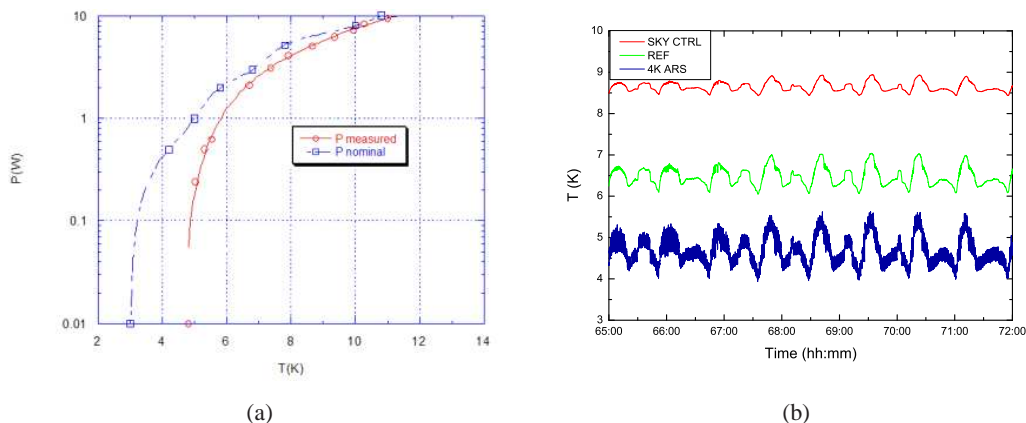 10
1
0.1
0.01
P(W)
2 4 6 8 10 12 14
T(K)
P measured
P nominal
(a)
10
9
8
7
6
5
4
3
T (K)
SKY CTRL
REF
4K ARS
65:00 66:00 67:00 68:00 69:00 70:00 71:00 72:00
Time (hh:mm)
(b)